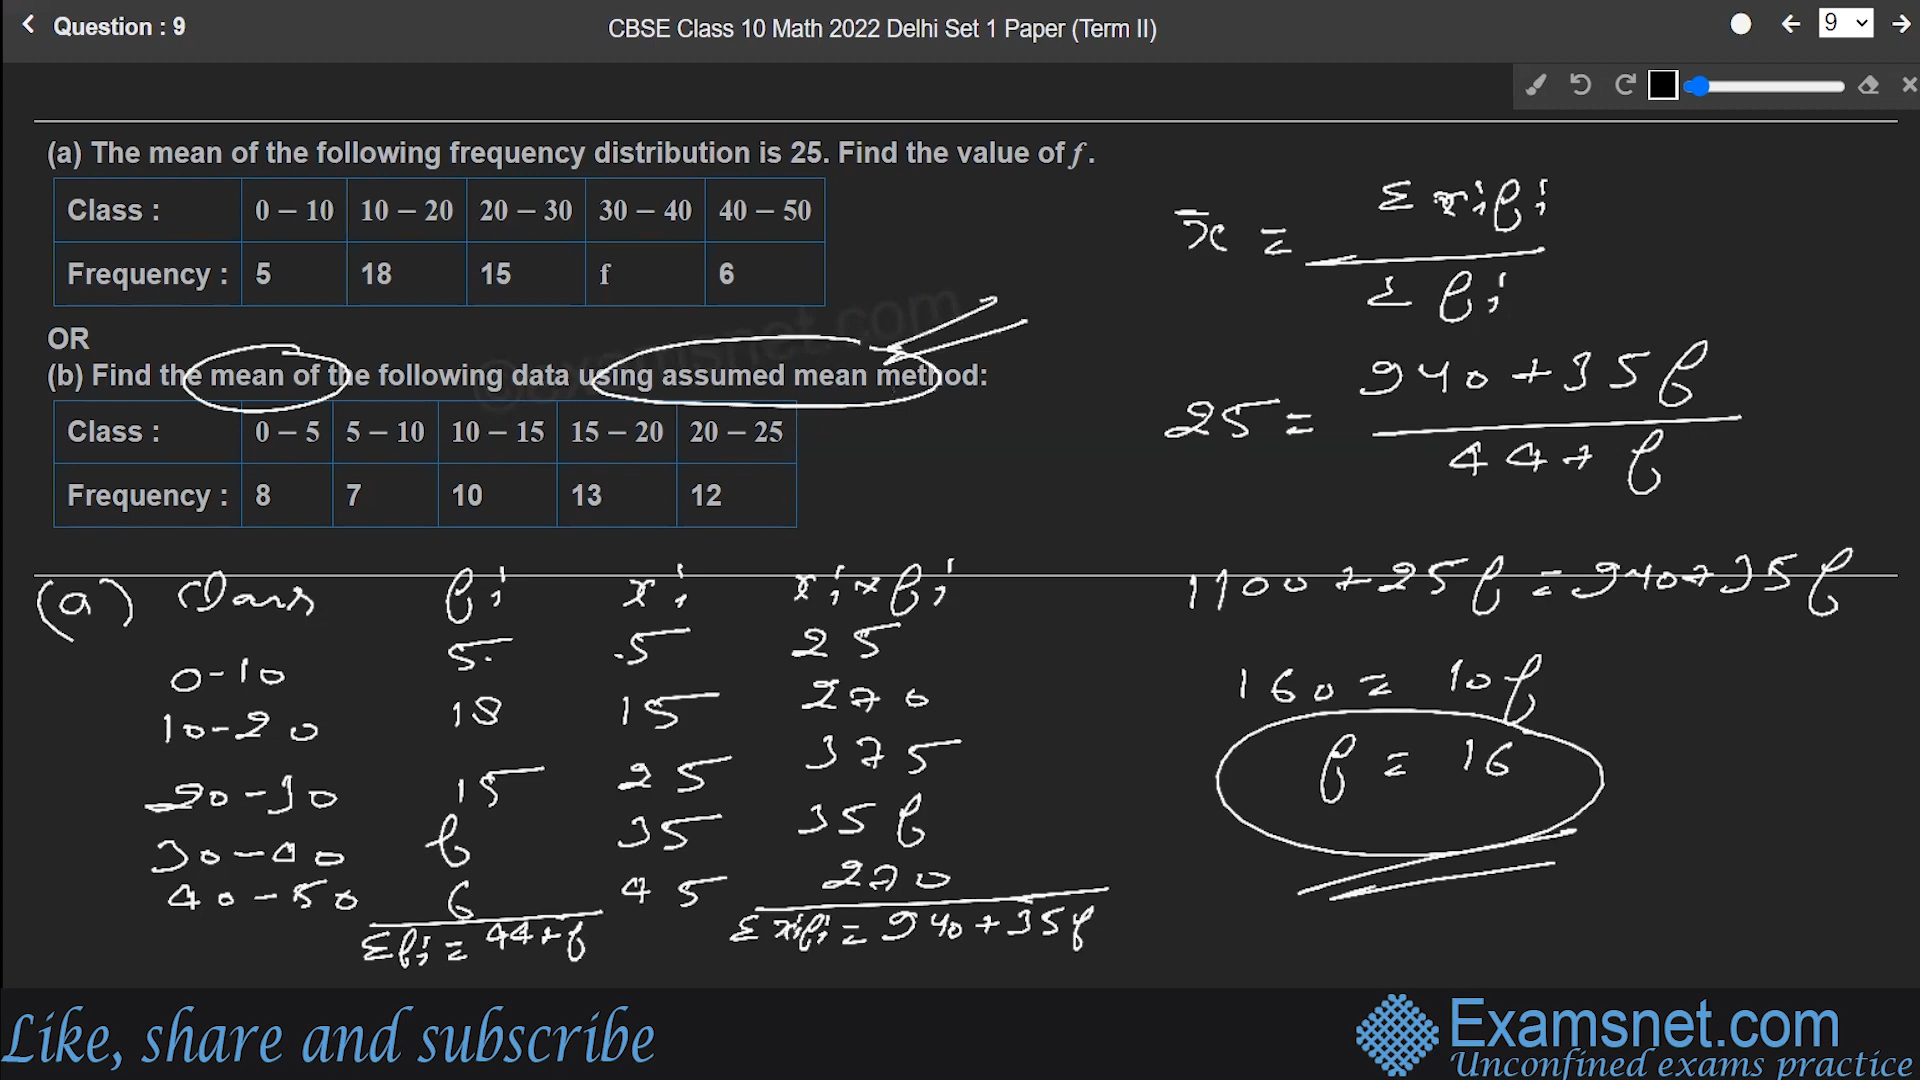 Question : 9
CBSE Class 10 Math 2022 Delhi Set 1 Paper (Term II)
9
(a) The mean of the following frequency distribution is 25. Find the value of f .
Class : 0 – 10 10 – 20 20 – 30 30 – 40 40 – 50
Frequency : 5 18 15 f 6
OR
(b) Find the mean of the following data using assumed mean method:
Class : 0 – 5 5 – 10 10 – 15 15 – 20 20 – 25
Frequency : 8 7 10 13 12
x̄ = Σ xifi / Σ fi
25 = 940 + 35f / 44 + f
1100 + 25f = 940 + 35f
160 = 10f
f = 16
(a) Class fi xi xi × fi
0-10 5 5 25
10-20 18 15 270
20-30 15 25 375
30-40 f 35 35f
40-50 6 45 270
Σfi = 44+f Σxifi = 940+35f
©examsnet.com
Like, share and subscribe
Examsnet.com
Unconfined exams practice